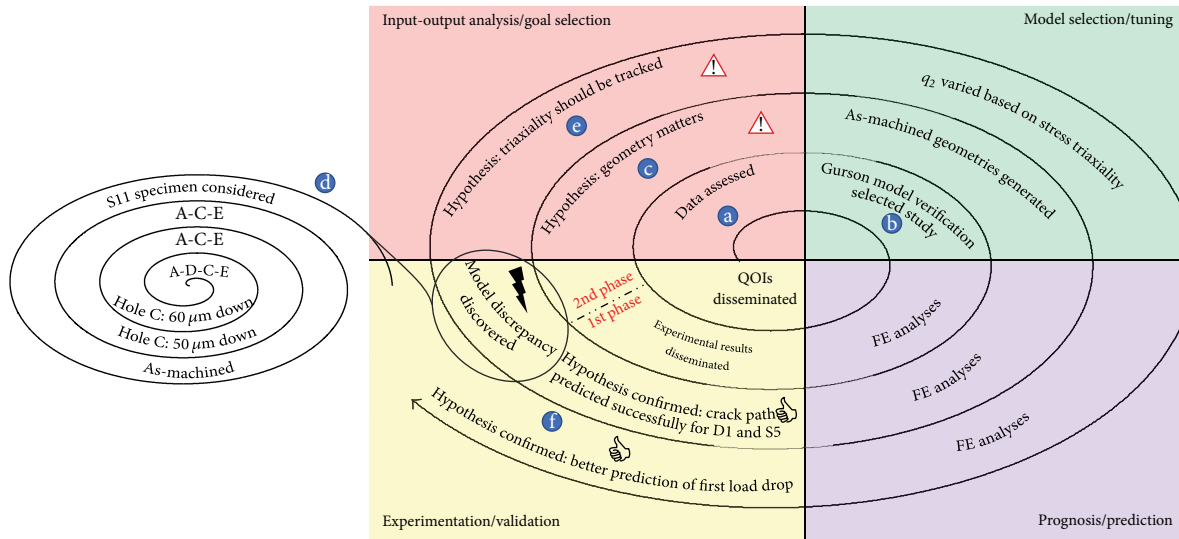 Input-output analysis/goal selection
Model selection/tuning
Hypothesis: triaxiality should be tracked
!
e
Hypothesis: geometry matters
!
c
Data assessed
a
q2 varied based on stress triaxiality
As-machined geometries generated
Gurson model verification
selected study
b
d
S11 specimen considered
A-C-E
A-C-E
A-D-C-E
Hole C: 60 μm down
Hole C: 50 μm down
As-machined
QOIs
disseminated
2nd phase
1st phase
Experimental results
disseminated
Model discrepancy
discovered
Hypothesis confirmed: crack path
predicted successfully for D1 and S5
f
Hypothesis confirmed: better prediction of first load drop
Experimentation/validation
FE analyses
FE analyses
FE analyses
Prognosis/prediction